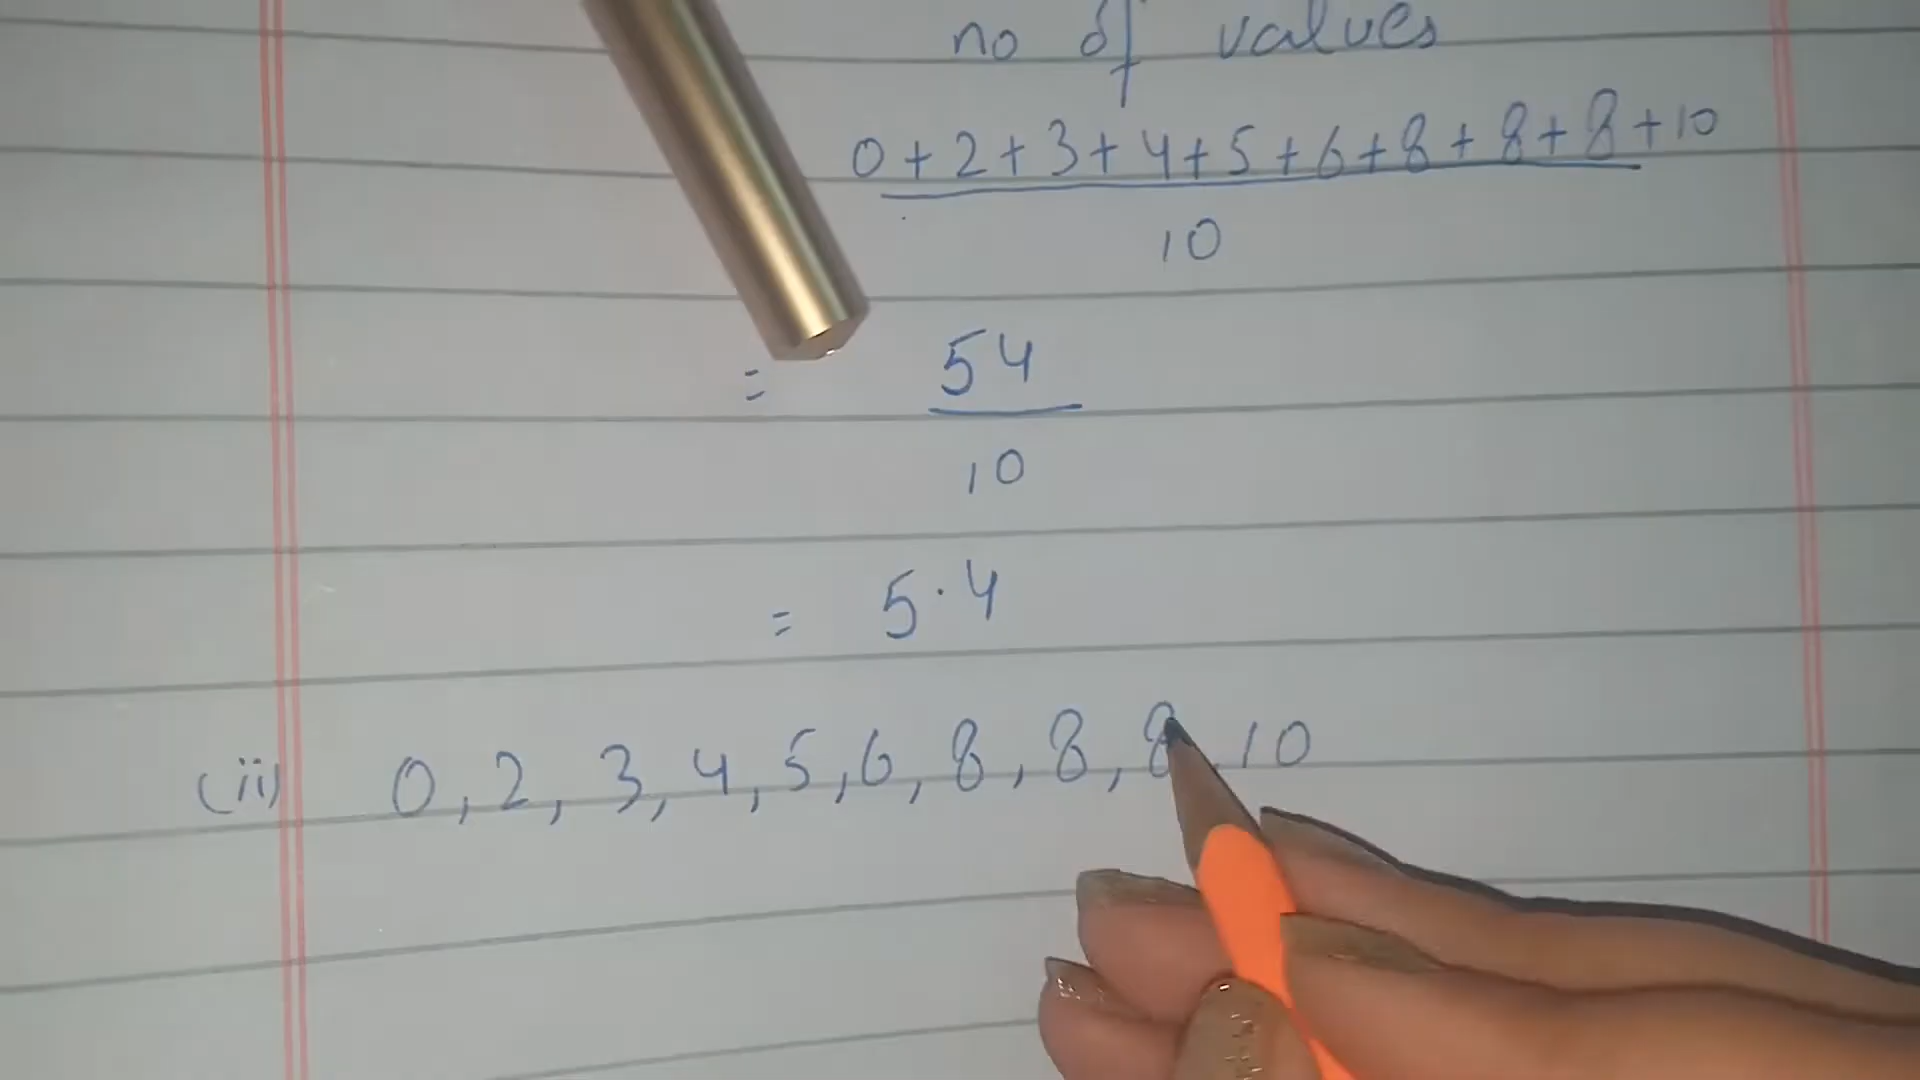 no of values
0 + 2 + 3 + 4 + 5 + 6 + 8 + 8 + 8 + 10
10
= 54
10
= 5.4
(ii) 0, 2, 3, 4, 5, 6, 8, 8, 8, 10